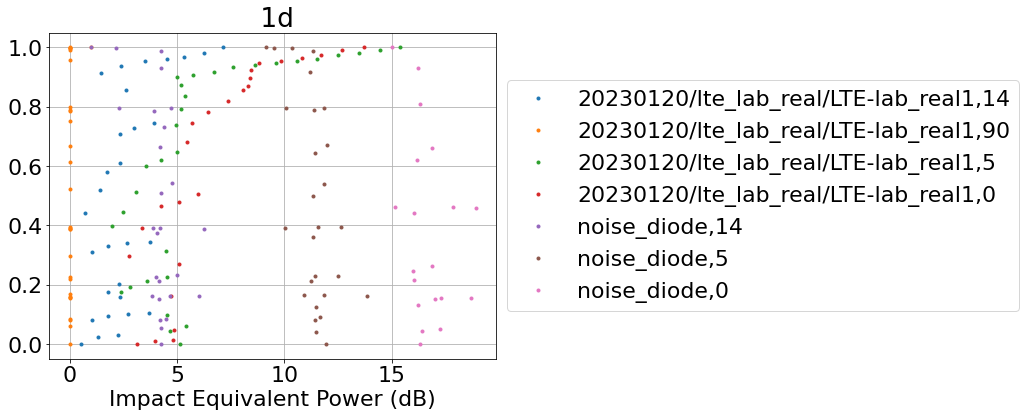 1d
1.0
0.8
0.6
0.4
0.2
0.0
0 5 10 15
Impact Equivalent Power (dB)
20230120/lte_lab_real/LTE-lab_real1,14
20230120/lte_lab_real/LTE-lab_real1,90
20230120/lte_lab_real/LTE-lab_real1,5
20230120/lte_lab_real/LTE-lab_real1,0
noise_diode,14
noise_diode,5
noise_diode,0